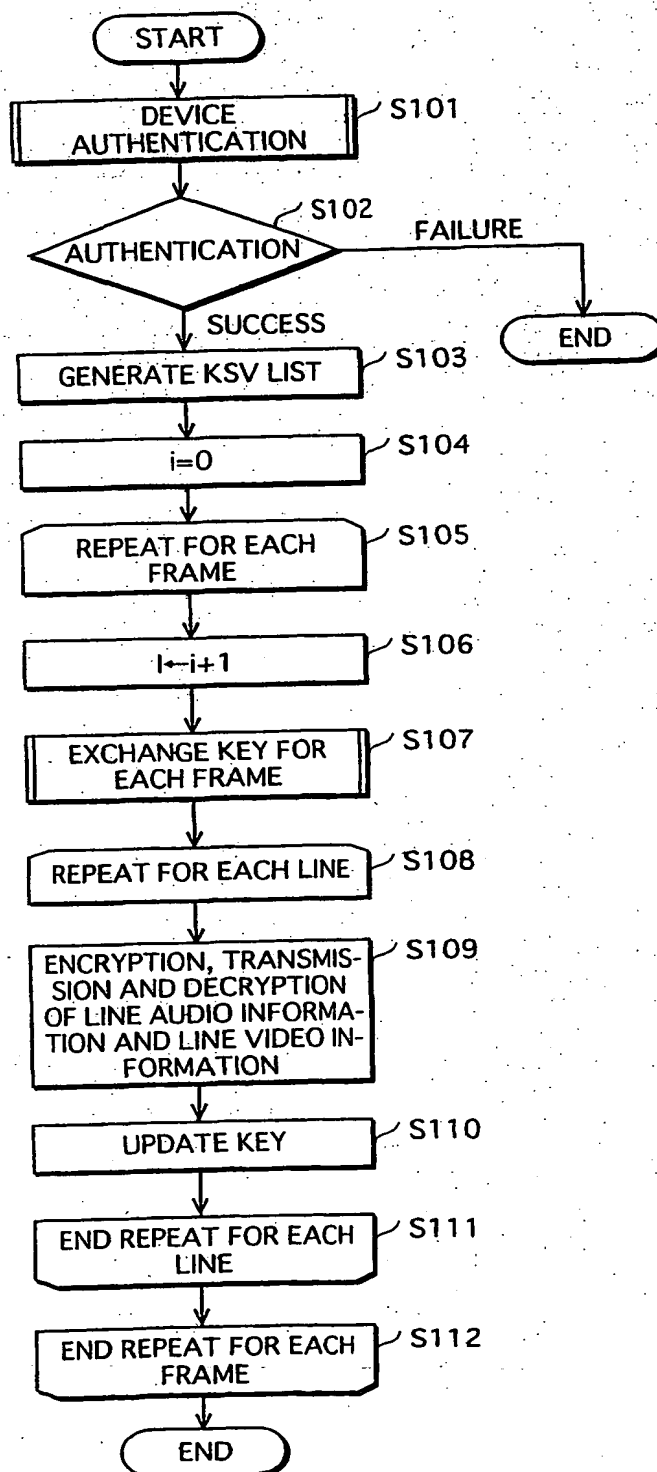 START
DEVICE
AUTHENTICATION
S101
S102
AUTHENTICATION
FAILURE
SUCCESS
END
GENERATE KSV LIST
S103
i=0
S104
REPEAT FOR EACH
FRAME
S105
I←i+1
S106
EXCHANGE KEY FOR
EACH FRAME
S107
REPEAT FOR EACH LINE
S108
ENCRYPTION, TRANSMIS-
SION AND DECRYPTION
OF LINE AUDIO INFORMA-
TION AND LINE VIDEO IN-
FORMATION
S109
UPDATE KEY
S110
END REPEAT FOR EACH
LINE
S111
END REPEAT FOR EACH
FRAME
S112
END